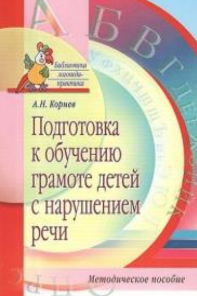 Библиотека
логопеда-
практика
А.Н. Корнев
Подготовка
к обучению
грамоте детей
с нарушением
речи
Методическое пособие